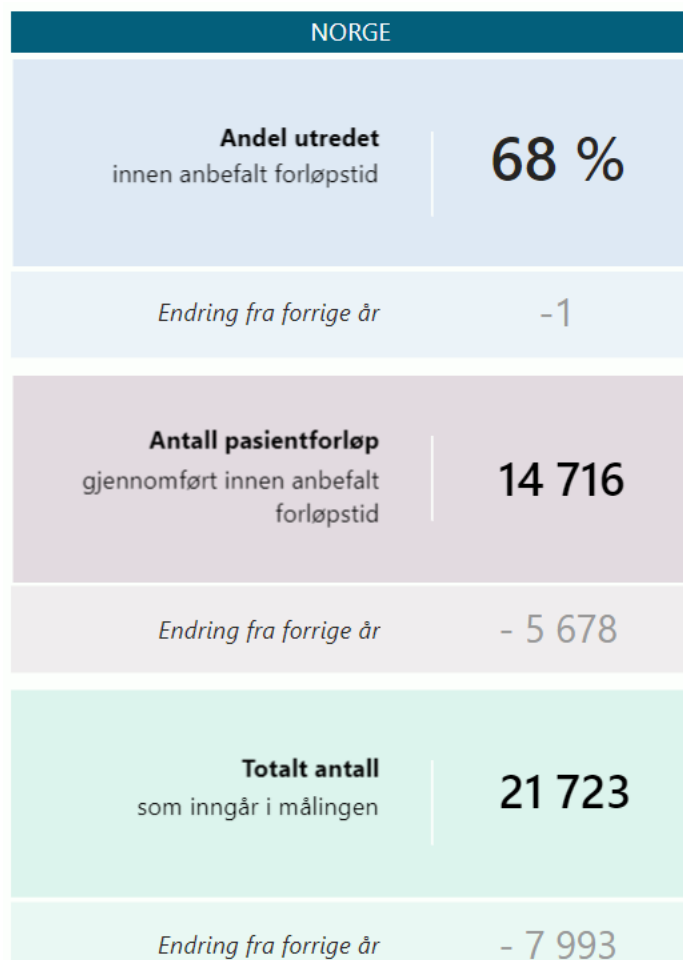 NORGE
Andel utredet
innen anbefalt forløpstid
68 %
Endring fra forrige år
-1
Antall pasientforløp
gjennomført innen anbefalt
forløpstid
14 716
Endring fra forrige år
- 5 678
Totalt antall
som inngår i målingen
21 723
Endring fra forrige år
- 7 993